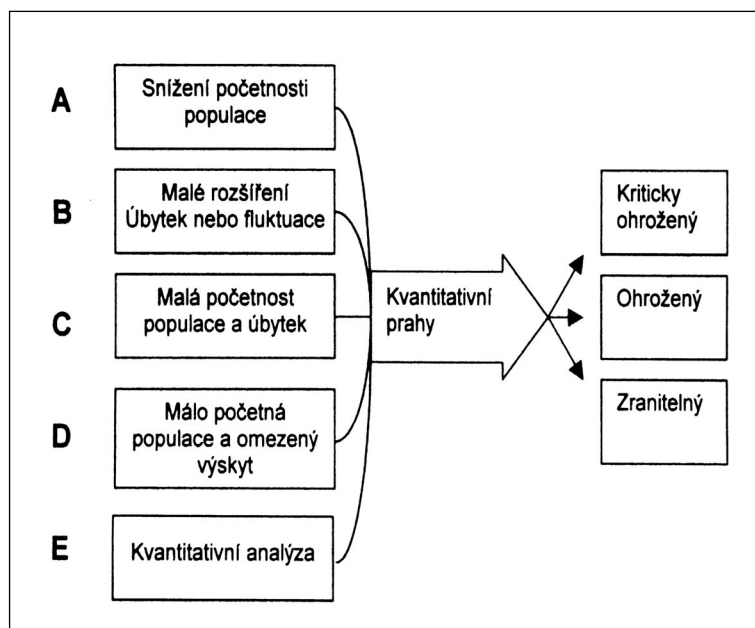 A
Snížení početnosti
populace
B
Malé rozšíření
Úbytek nebo fluktuace
C
Malá početnost
populace a úbytek
D
Málo početná
populace a omezený
výskyt
E
Kvantitativní analýza
Kvantitativní
prahy
Kriticky
ohrožený
Ohrožený
Zranitelný